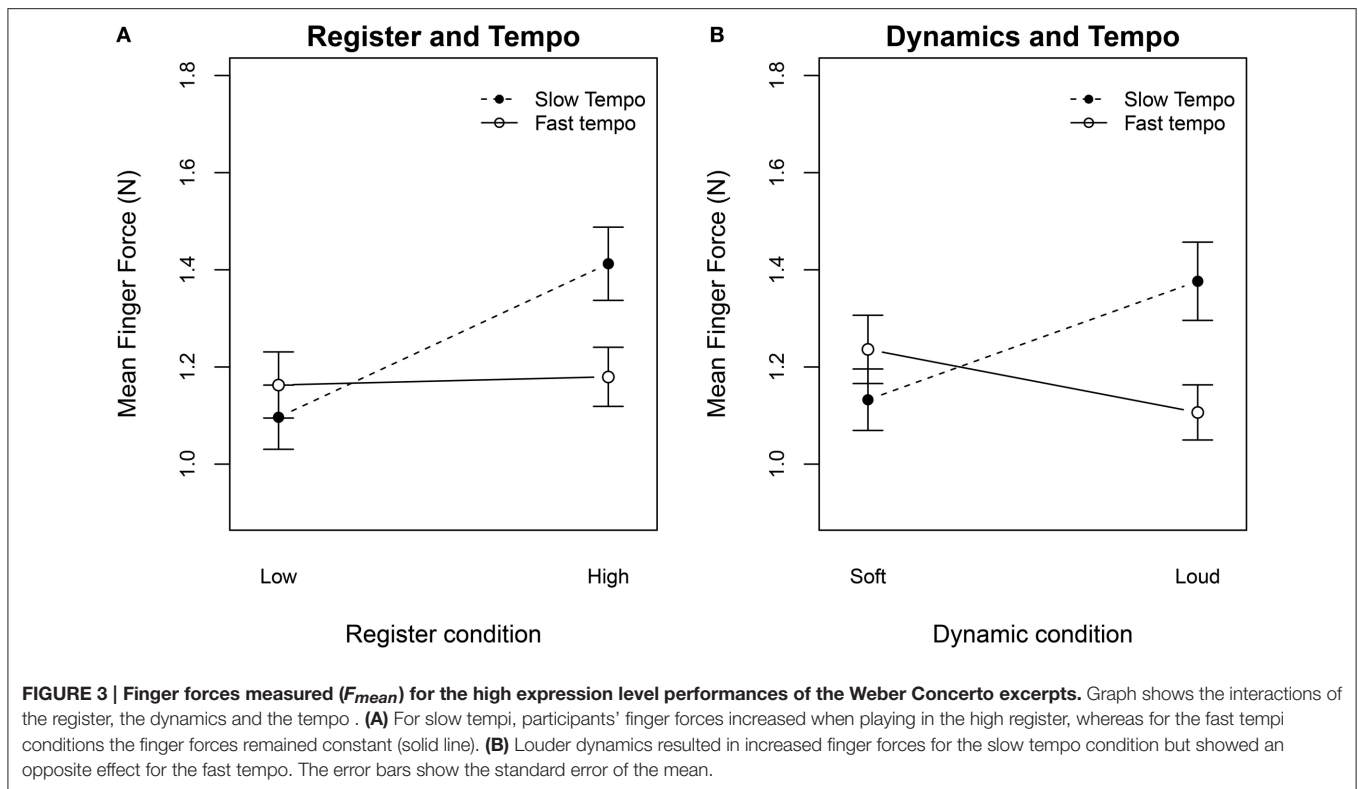 A
Register and Tempo
Mean Finger Force (N)
1.0
1.2
1.4
1.6
1.8
Slow Tempo
Fast tempo
Low
High
Register condition
B
Dynamics and Tempo
Mean Finger Force (N)
1.0
1.2
1.4
1.6
1.8
Slow Tempo
Fast tempo
Soft
Loud
Dynamic condition
FIGURE 3 | Finger forces measured (Fmean) for the high expression level performances of the Weber Concerto excerpts. Graph shows the interactions of
the register, the dynamics and the tempo . (A) For slow tempi, participants' finger forces increased when playing in the high register, whereas for the fast tempi
conditions the finger forces remained constant (solid line). (B) Louder dynamics resulted in increased finger forces for the slow tempo condition but showed an
opposite effect for the fast tempo. The error bars show the standard error of the mean.